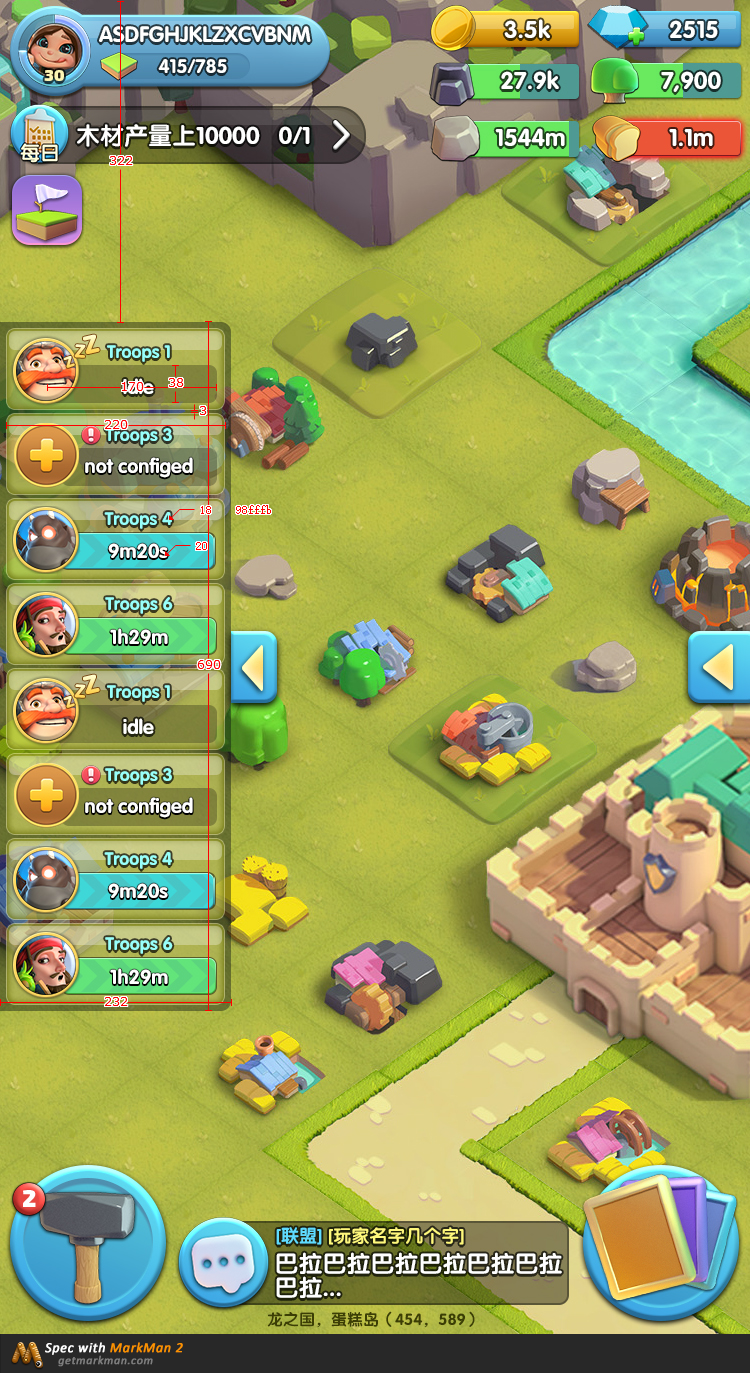 ASDFGHJKLZXCVBNM
30
415/785
3.5k
2515
27.9k
7,900
1544m
1.1m
每日
木材产量上10000 0/1
322
zZZ
Troops 1
idle
170
38
3
220
Troops 3
not configed
Troops 4
18
98fffb
9m20s
20
Troops 6
1h29m
690
zZZ
Troops 1
idle
Troops 3
not configed
Troops 4
9m20s
Troops 6
1h29m
232
2
[联盟] [玩家名字几个字]
巴拉巴拉巴拉巴拉巴拉巴拉
巴拉...
龙之国，蛋糕岛（454，589）
Spec with MarkMan 2
getmarkman.com